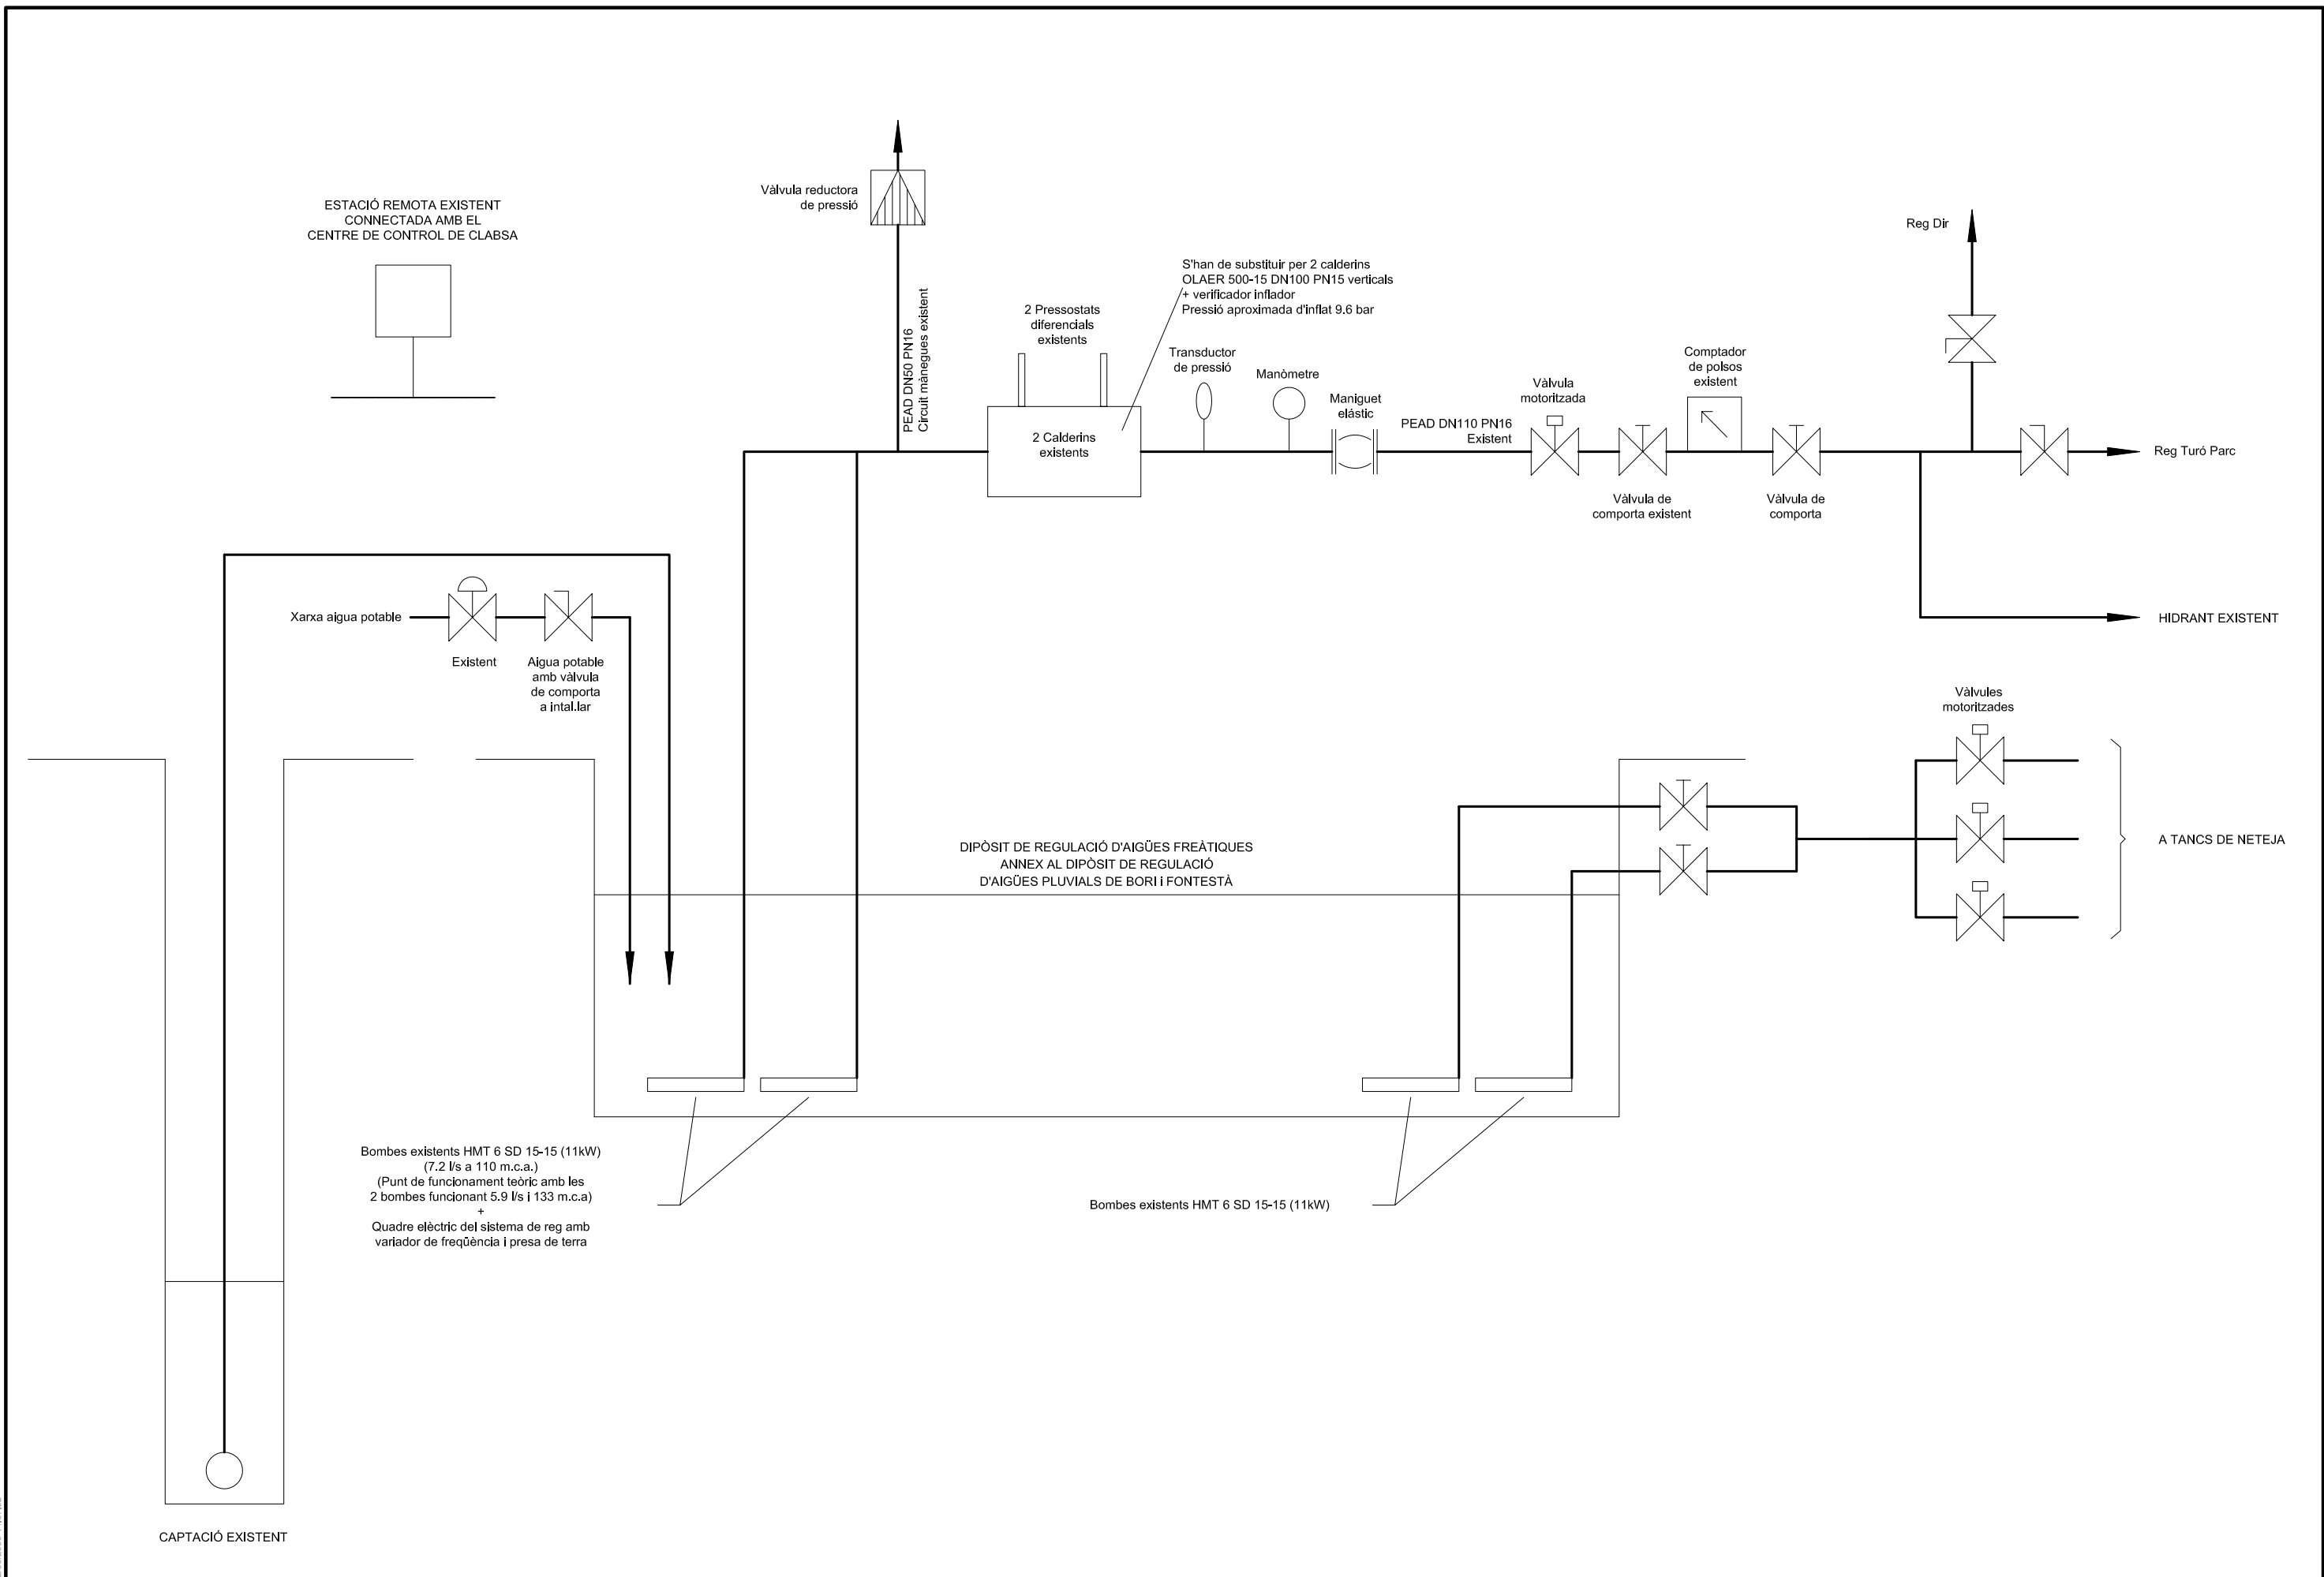 Vàlvula reductora
de pressió
ESTACIÓ REMOTA EXISTENT
CONNECTADA AMB EL
CENTRE DE CONTROL DE CLABSA
Reg Dir
S'han de substituir per 2 calderins
OLAER 500-15 DN100 PN15 verticals
+ verificador inflador
Pressió aproximada d'inflat 9.6 bar
PEAD DN50 PN16
Circuit mànegues existent
2 Pressostats
diferencials
existents
Transductor
de pressió
Manòmetre
Maniguet
elástic
PEAD DN110 PN16
Existent
Vàlvula
motoritzada
Comptador
de polsos
existent
2 Calderins
existents
Reg Turó Parc
Vàlvula de
comporta existent
Vàlvula de
comporta
Xarxa aigua potable
HIDRANT EXISTENT
Existent
Aigua potable
amb vàlvula
de comporta
a intal.lar
Vàlvules
motoritzades
DIPÒSIT DE REGULACIÓ D'AIGÜES FREÀTIQUES
ANNEX AL DIPÒSIT DE REGULACIÓ
D'AIGÜES PLUVIALS DE BORI i FONTESTÀ
A TANCS DE NETEJA
Bombes existents HMT 6 SD 15-15 (11kW)
(7.2 l/s a 110 m.c.a.)
(Punt de funcionament teòric amb les
2 bombes funcionant 5.9 l/s i 133 m.c.a)
+
Quadre elèctric del sistema de reg amb
variador de freqüència i presa de terra
Bombes existents HMT 6 SD 15-15 (11kW)
CAPTACIÓ EXISTENT